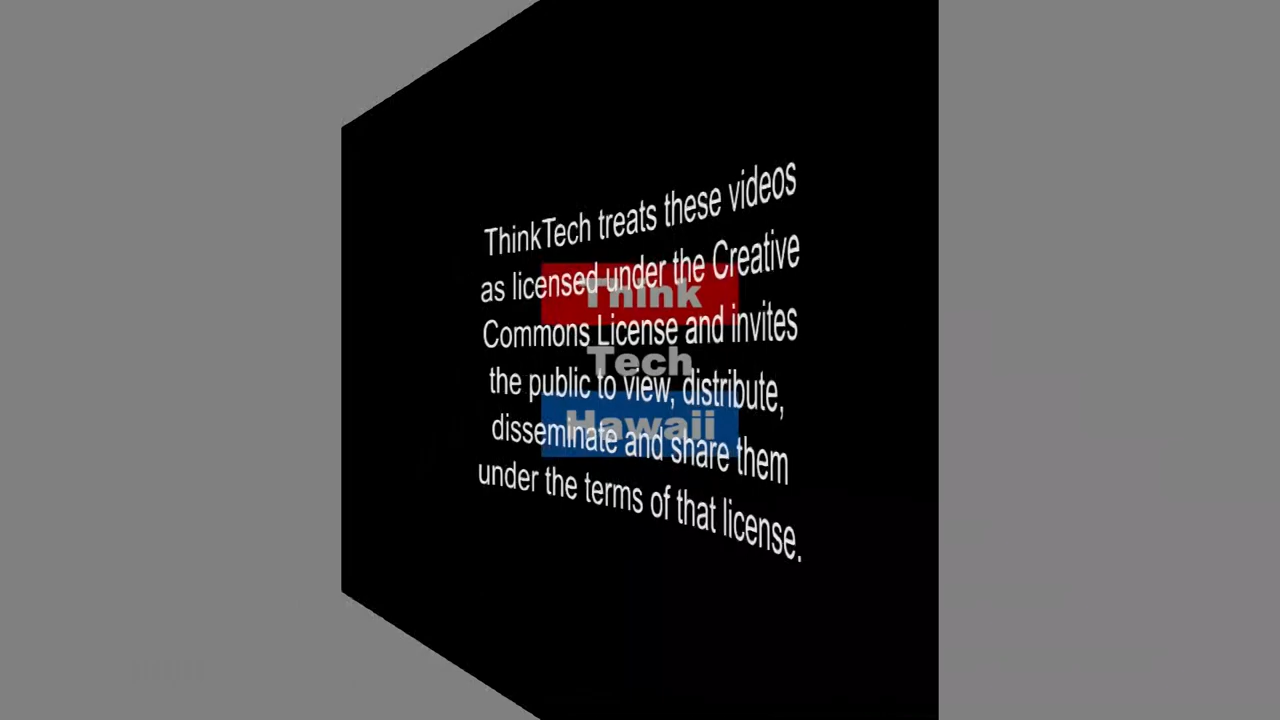 ThinkTech treats these videos
as licensed under the Creative
Commons License and invites
the public to view, distribute,
disseminate and share them
under the terms of that license.
Think
Tech
Hawaii